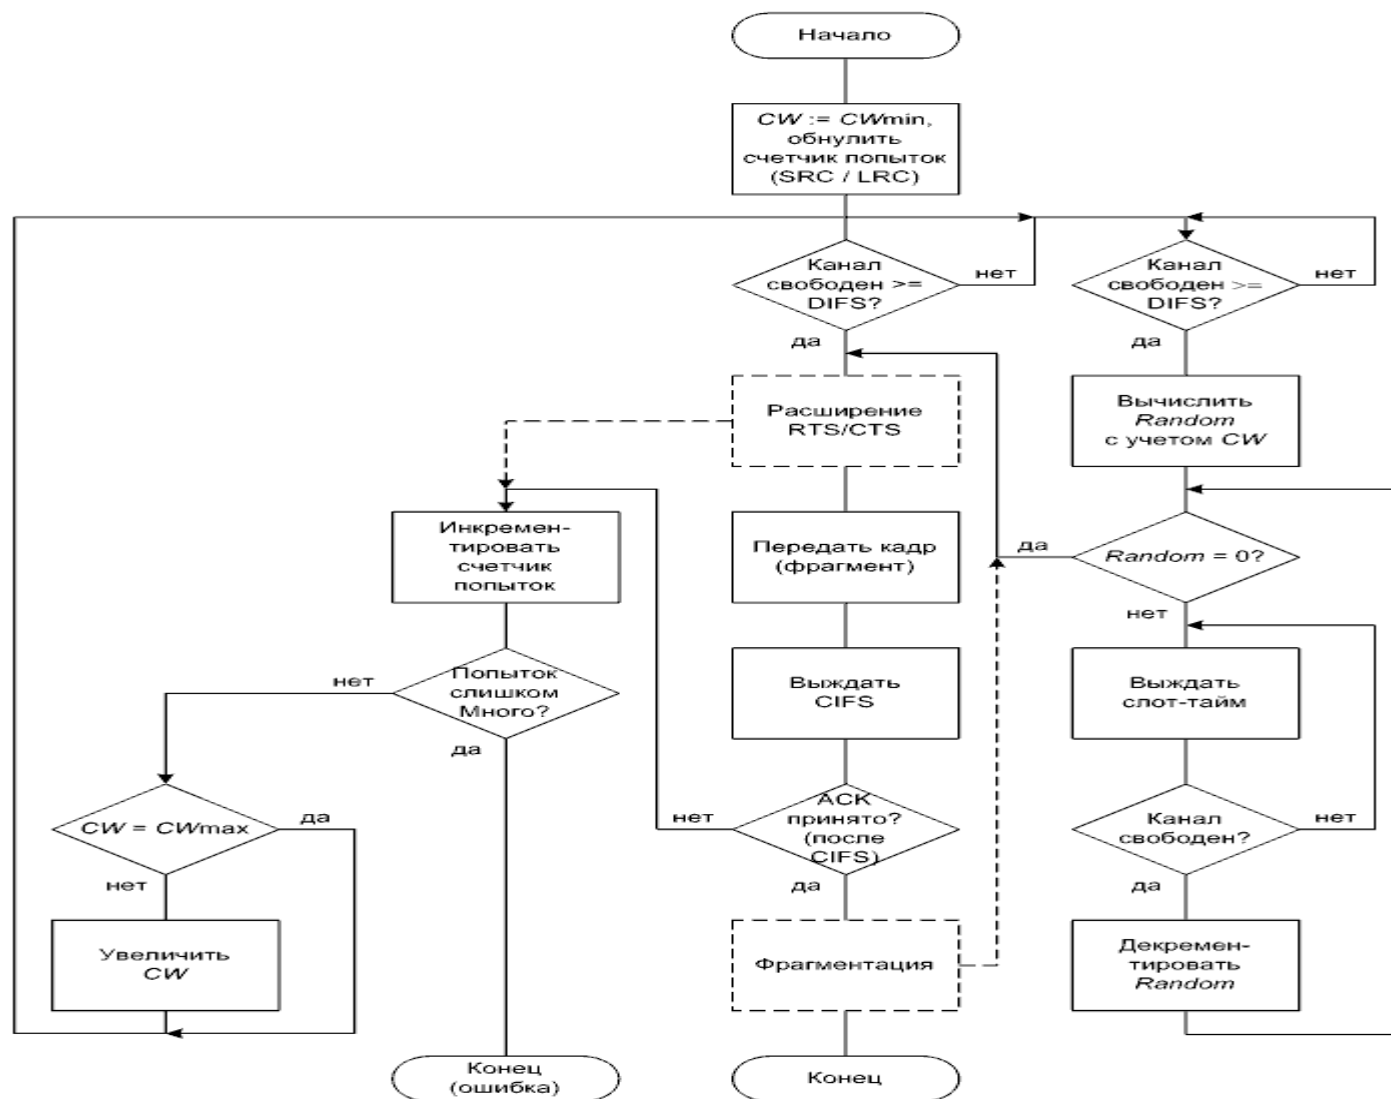 Начало
CW := CWmin,
обнулить
счетчик попыток
(SRC / LRC)
Канал
свободен >=
DIFS?
нет
да
Канал
свободен >=
DIFS?
нет
да
Расширение
RTS/CTS
Вычислить
Random
с учетом CW
Инкремен-
тировать
счетчик
попыток
Передать кадр
(фрагмент)
да
Random = 0?
нет
Попыток
слишком
Много?
нет
да
Выждать
CIFS
Выждать
слот-тайм
CW = CWmax
да
нет
ACK
принято?
(после
CIFS)
нет
да
Канал
свободен?
нет
да
Увеличить
CW
Фрагментация
Декремен-
тировать
Random
Конец
(ошибка)
Конец